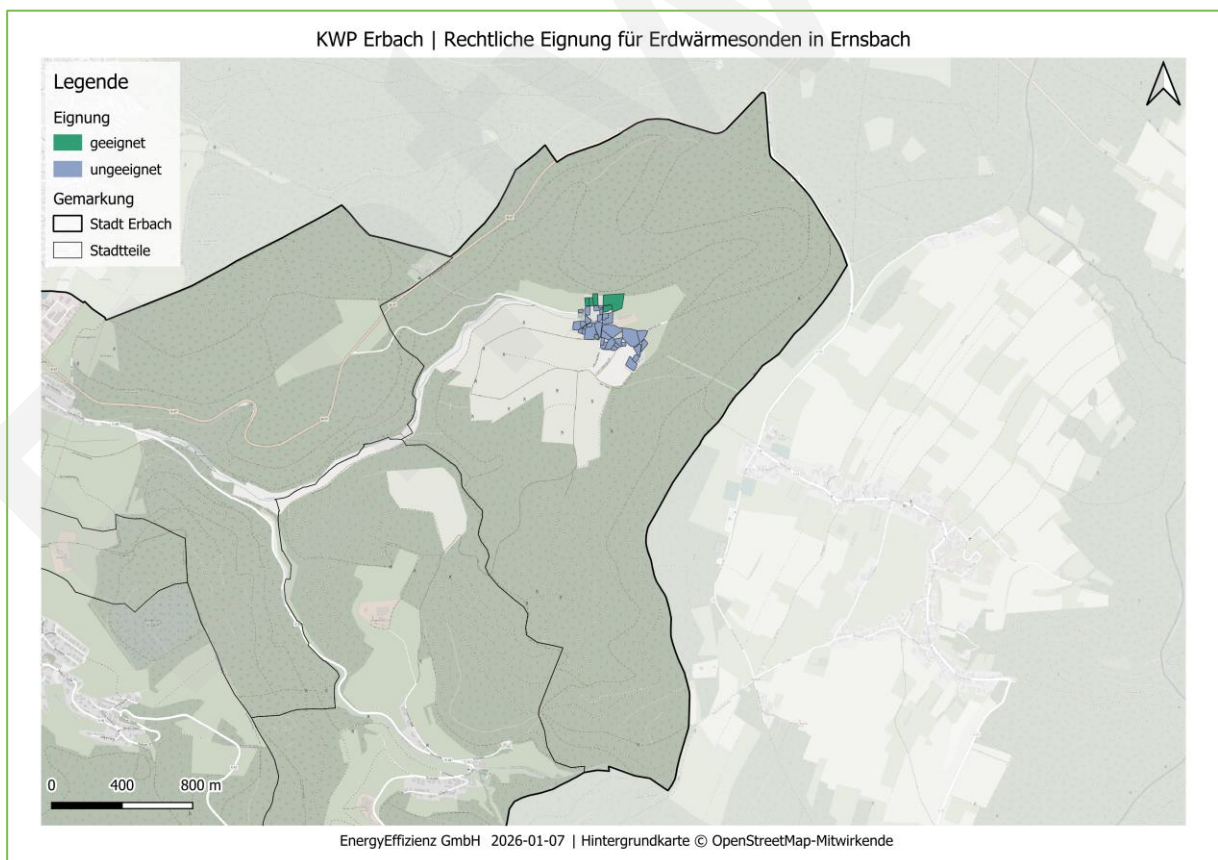 KWP Erbach | Rechtliche Eignung für Erdwärmesonden in Ernsbach
Legende
Eignung
geeignet
ungeeignet
Gemarkung
Stadt Erbach
Stadtteile
0 400 800 m
EnergyEffizienz GmbH 2026-01-07 | Hintergrundkarte © OpenStreetMap-Mitwirkende